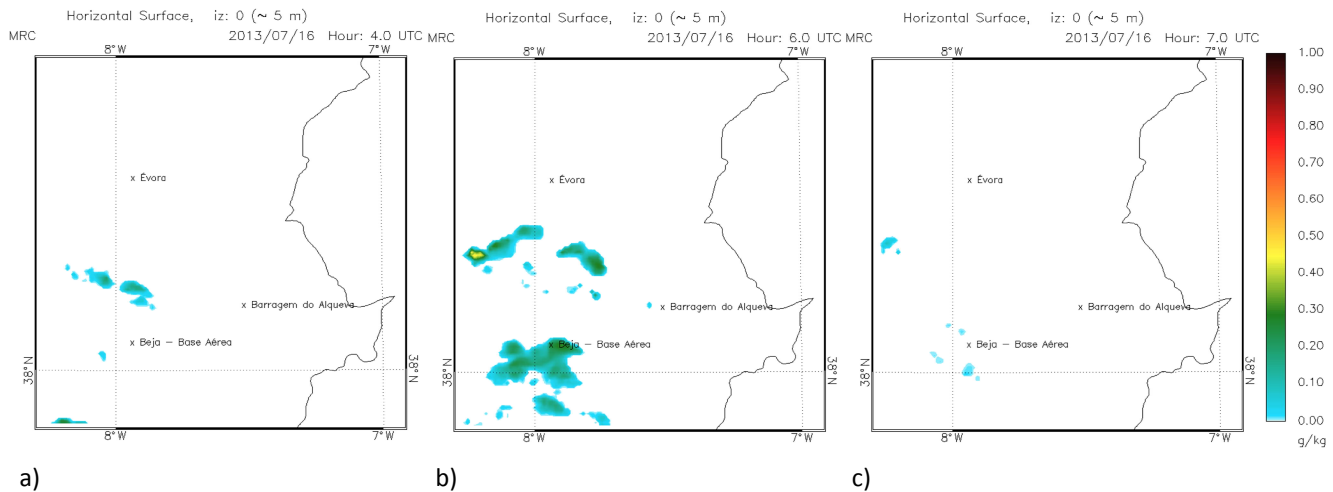 Horizontal Surface, iz: 0 (~ 5 m)
MRC 2013/07/16 Hour: 4.0 UTC
8°W
x Évora
x Barragem do Alqueva
x Beja – Base Aérea
38°N
38°N
8°W
7°W
a)
Horizontal Surface, iz: 0 (~ 5 m)
MRC 2013/07/16 Hour: 6.0 UTC
8°W
x Évora
x Barragem do Alqueva
x Beja – Base Aérea
38°N
38°N
8°W
7°W
b)
Horizontal Surface, iz: 0 (~ 5 m)
MRC 2013/07/16 Hour: 7.0 UTC
8°W
7°W
x Évora
x Barragem do Alqueva
x Beja – Base Aérea
38°N
38°N
8°W
7°W
c)
1.00
0.90
0.80
0.70
0.60
0.50
0.40
0.30
0.20
0.10
0.00
g/kg